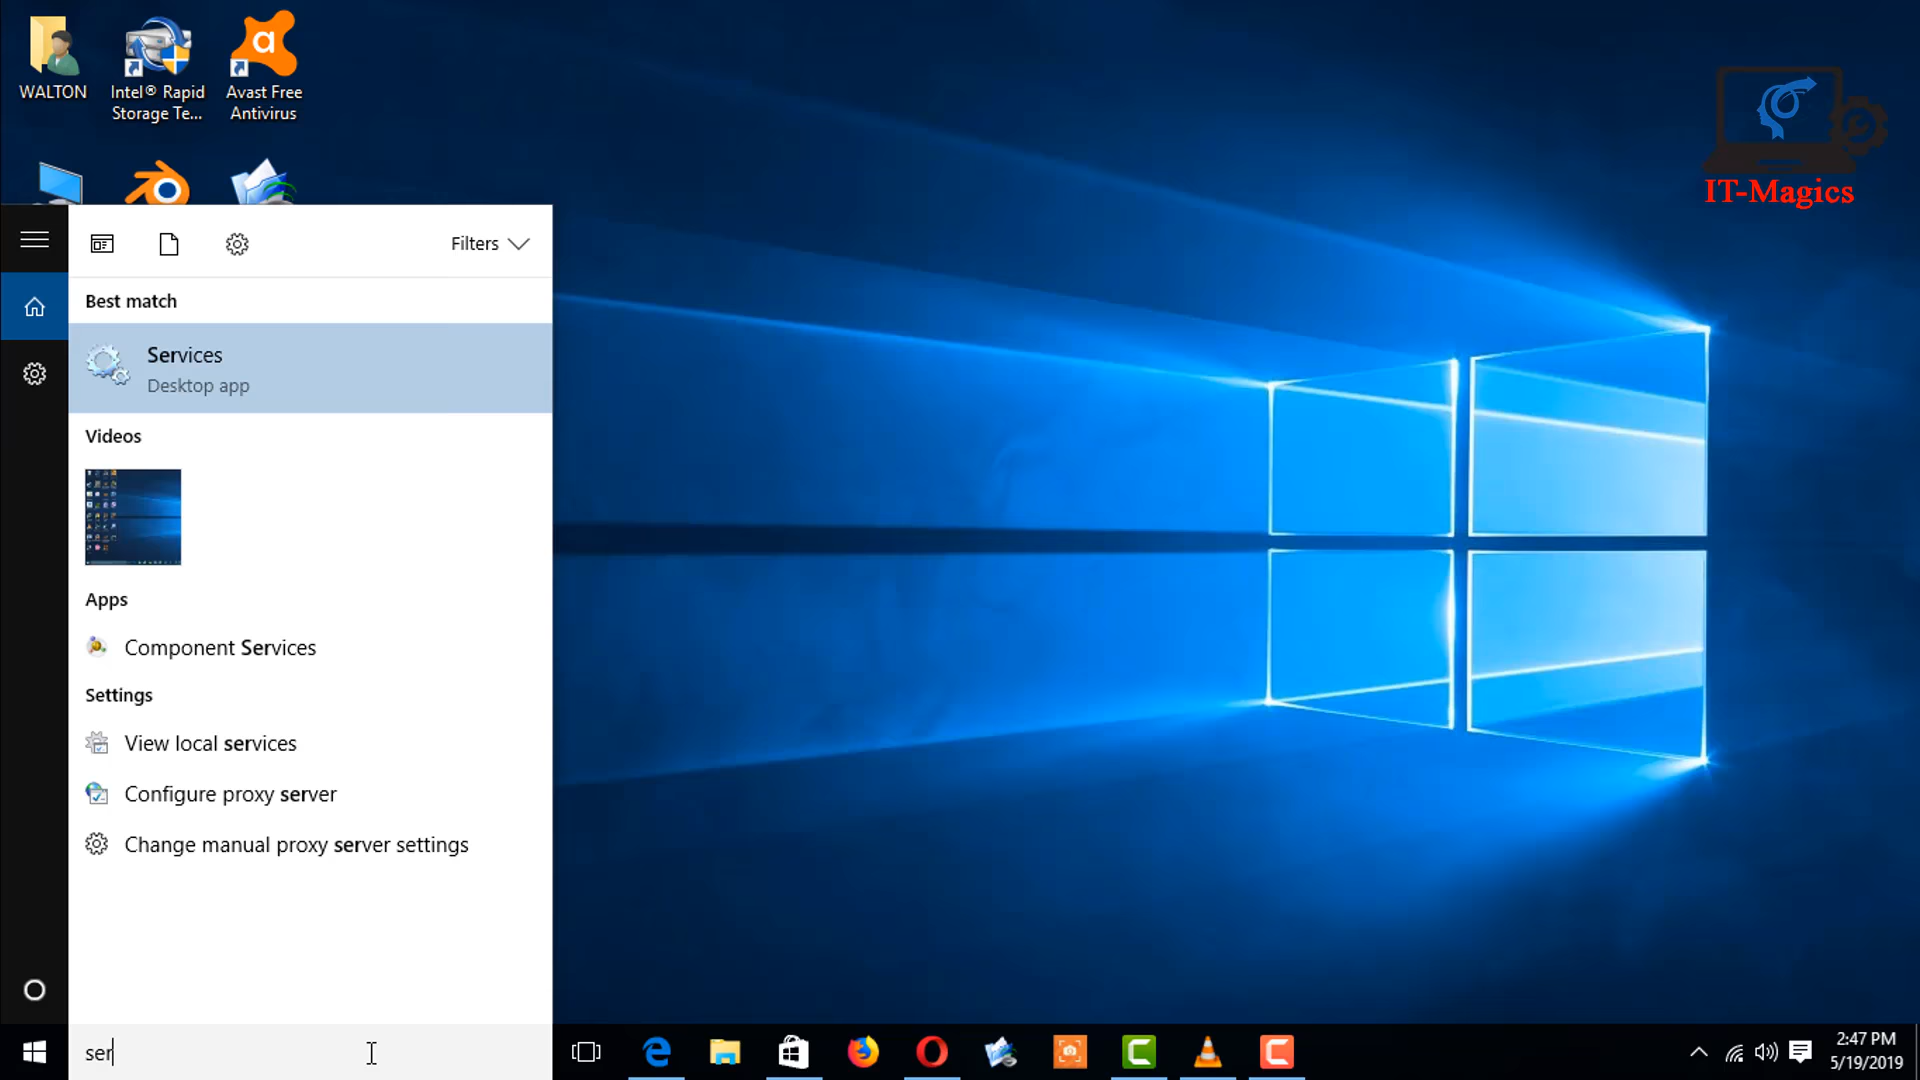 WALTON
Intel® Rapid
Storage Te...
Avast Free
Antivirus
IT-Magics
Filters
Best match
Services
Desktop app
Videos
Apps
Component Services
Settings
View local services
Configure proxy server
Change manual proxy server settings
ser
2:47 PM
5/19/2019